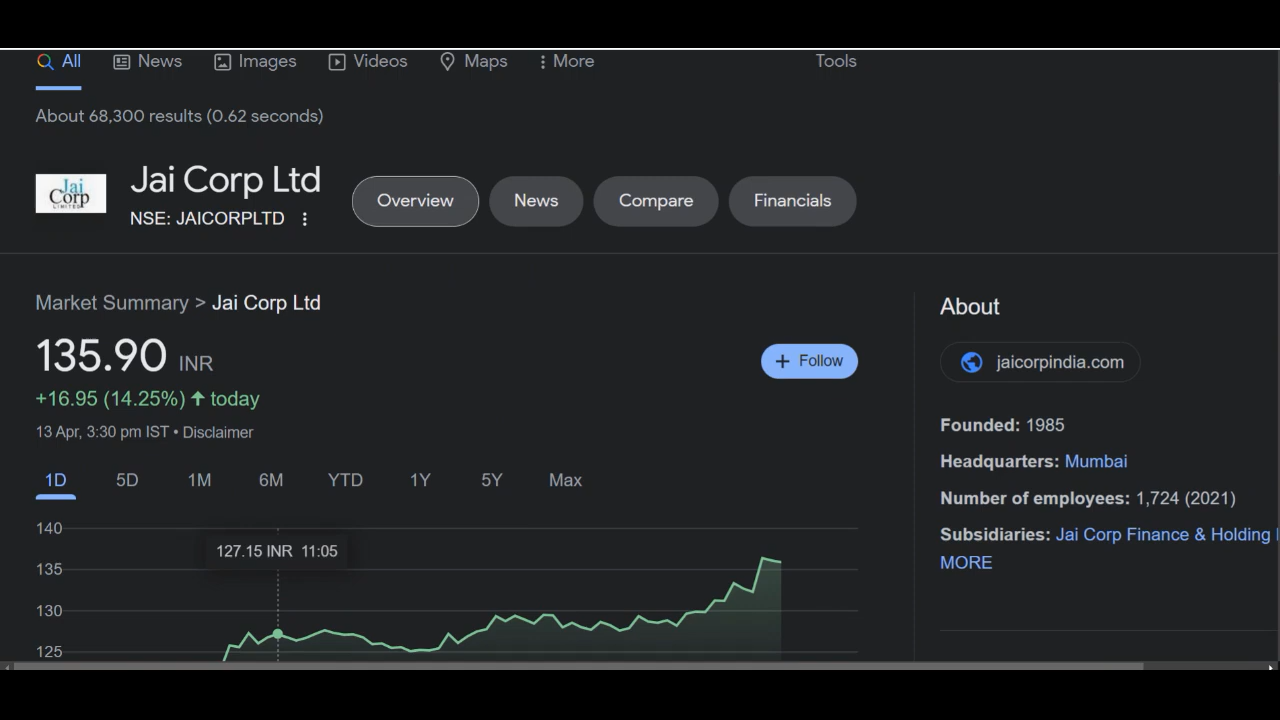 All News Images Videos Maps More Tools
About 68,300 results (0.62 seconds)
Jai Corp LIMITED
Jai Corp Ltd
NSE: JAICORPLTD
Overview News Compare Financials
Market Summary > Jai Corp Ltd
135.90 INR
+ Follow
+16.95 (14.25%) ↑ today
13 Apr, 3:30 pm IST • Disclaimer
1D 5D 1M 6M YTD 1Y 5Y Max
140
127.15 INR 11:05
135
130
125
About
jaicorpindia.com
Founded: 1985
Headquarters: Mumbai
Number of employees: 1,724 (2021)
Subsidiaries: Jai Corp Finance & Holding
MORE